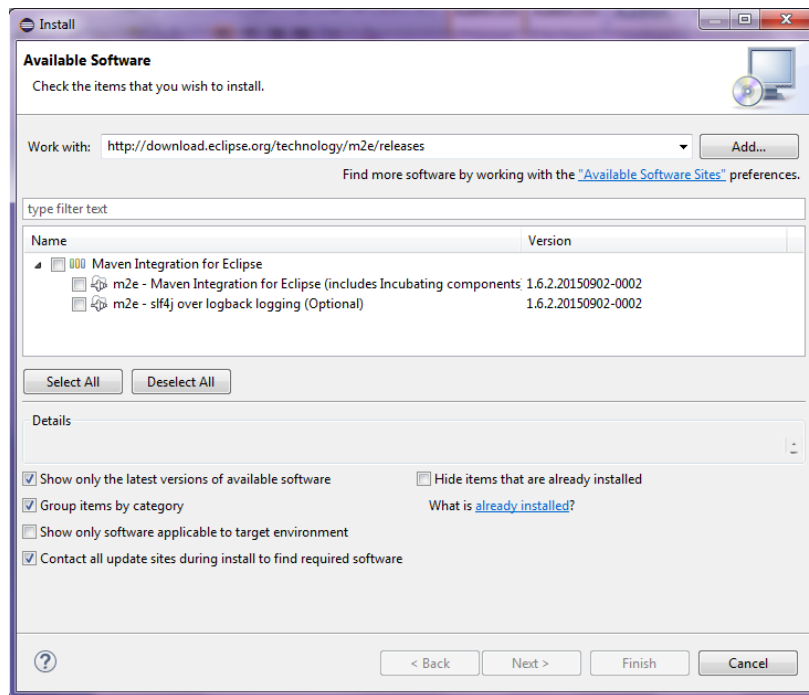 Install
Available Software
Check the items that you wish to install.
Work with: http://download.eclipse.org/technology/m2e/releases Add...
Find more software by working with the "Available Software Sites" preferences.
type filter text
Name Version
Maven Integration for Eclipse
m2e - Maven Integration for Eclipse (includes Incubating components 1.6.2.20150902-0002
m2e - slf4j over logback logging (Optional) 1.6.2.20150902-0002
Select All Deselect All
Details
Show only the latest versions of available software Hide items that are already installed
Group items by category What is already installed?
Show only software applicable to target environment
Contact all update sites during install to find required software
? < Back Next > Finish Cancel